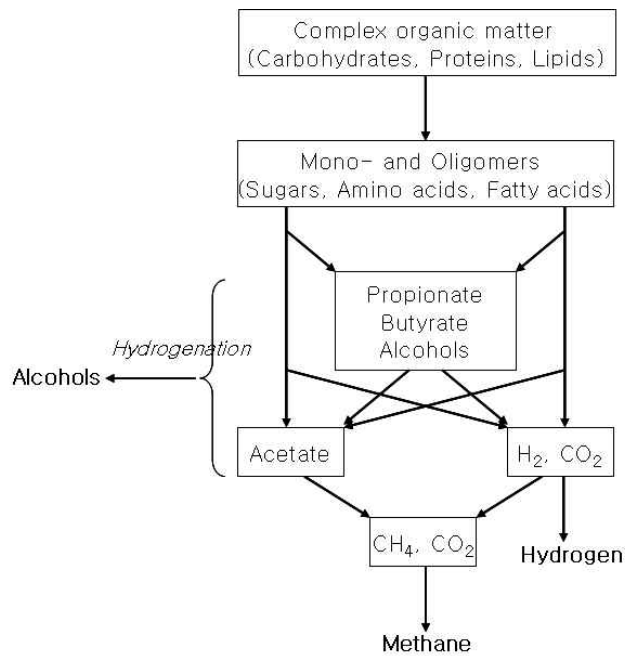 Complex organic matter
(Carbohydrates, Proteins, Lipids)
Mono- and Oligomers
(Sugars, Amino acids, Fatty acids)
Propionate
Butyrate
Alcohols
Hydrogenation
Alcohols
Acetate
H₂, CO₂
CH₄, CO₂
Hydrogen
Methane